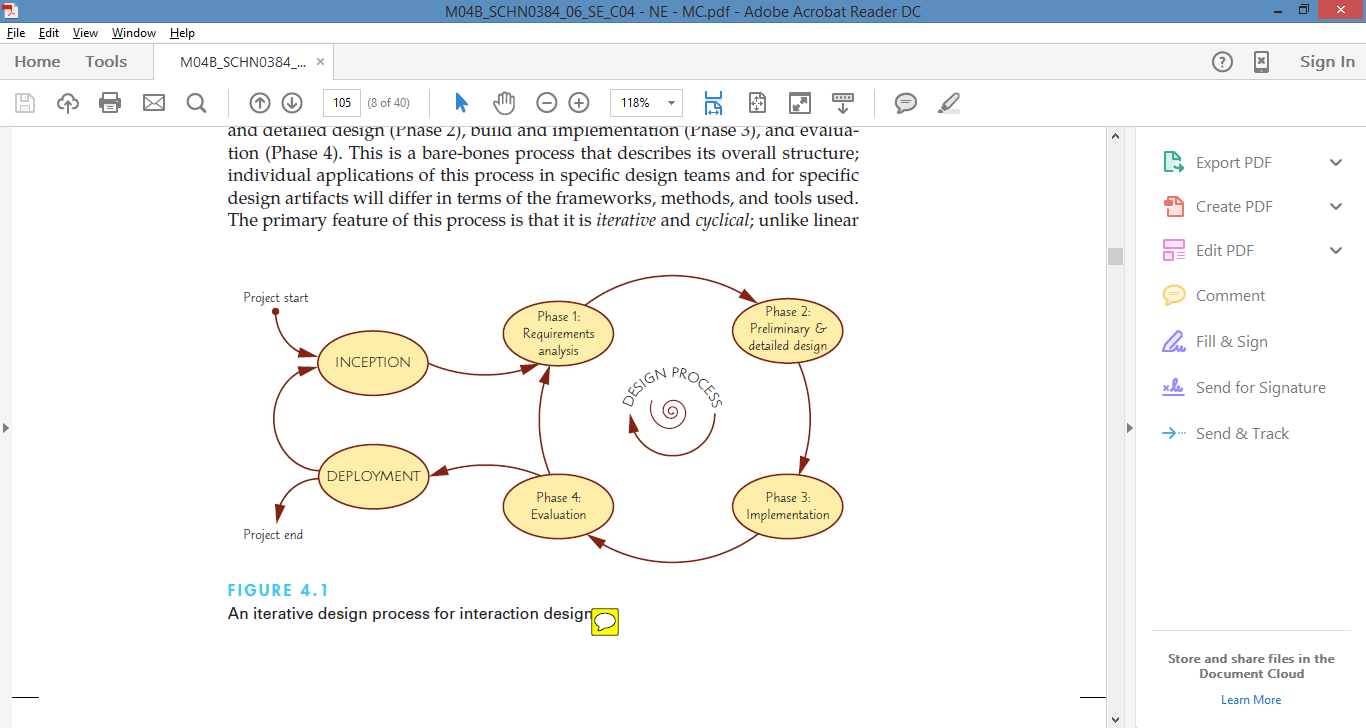 M04B_SCHN0384_06_SE_C04 - NE - MC.pdf - Adobe Acrobat Reader DC
File Edit View Window Help
Home Tools M04B_SCHN0384_... × ? Sign In
105 (8 of 40) 118%
and detailed design (Phase 2), build and implementation (Phase 3), and evalua-
tion (Phase 4). This is a bare-bones process that describes its overall structure;
individual applications of this process in specific design teams and for specific
design artifacts will differ in terms of the frameworks, methods, and tools used.
The primary feature of this process is that it is iterative and cyclical; unlike linear
Project start
INCEPTION
Phase 1:
Requirements
analysis
Phase 2:
Preliminary &
detailed design
DESIGN PROCESS
DEPLOYMENT
Phase 4:
Evaluation
Phase 3:
Implementation
Project end
FIGURE 4.1
An iterative design process for interaction design
Export PDF
Create PDF
Edit PDF
Comment
Fill & Sign
Send for Signature
Send & Track
Store and share files in the
Document Cloud
Learn More